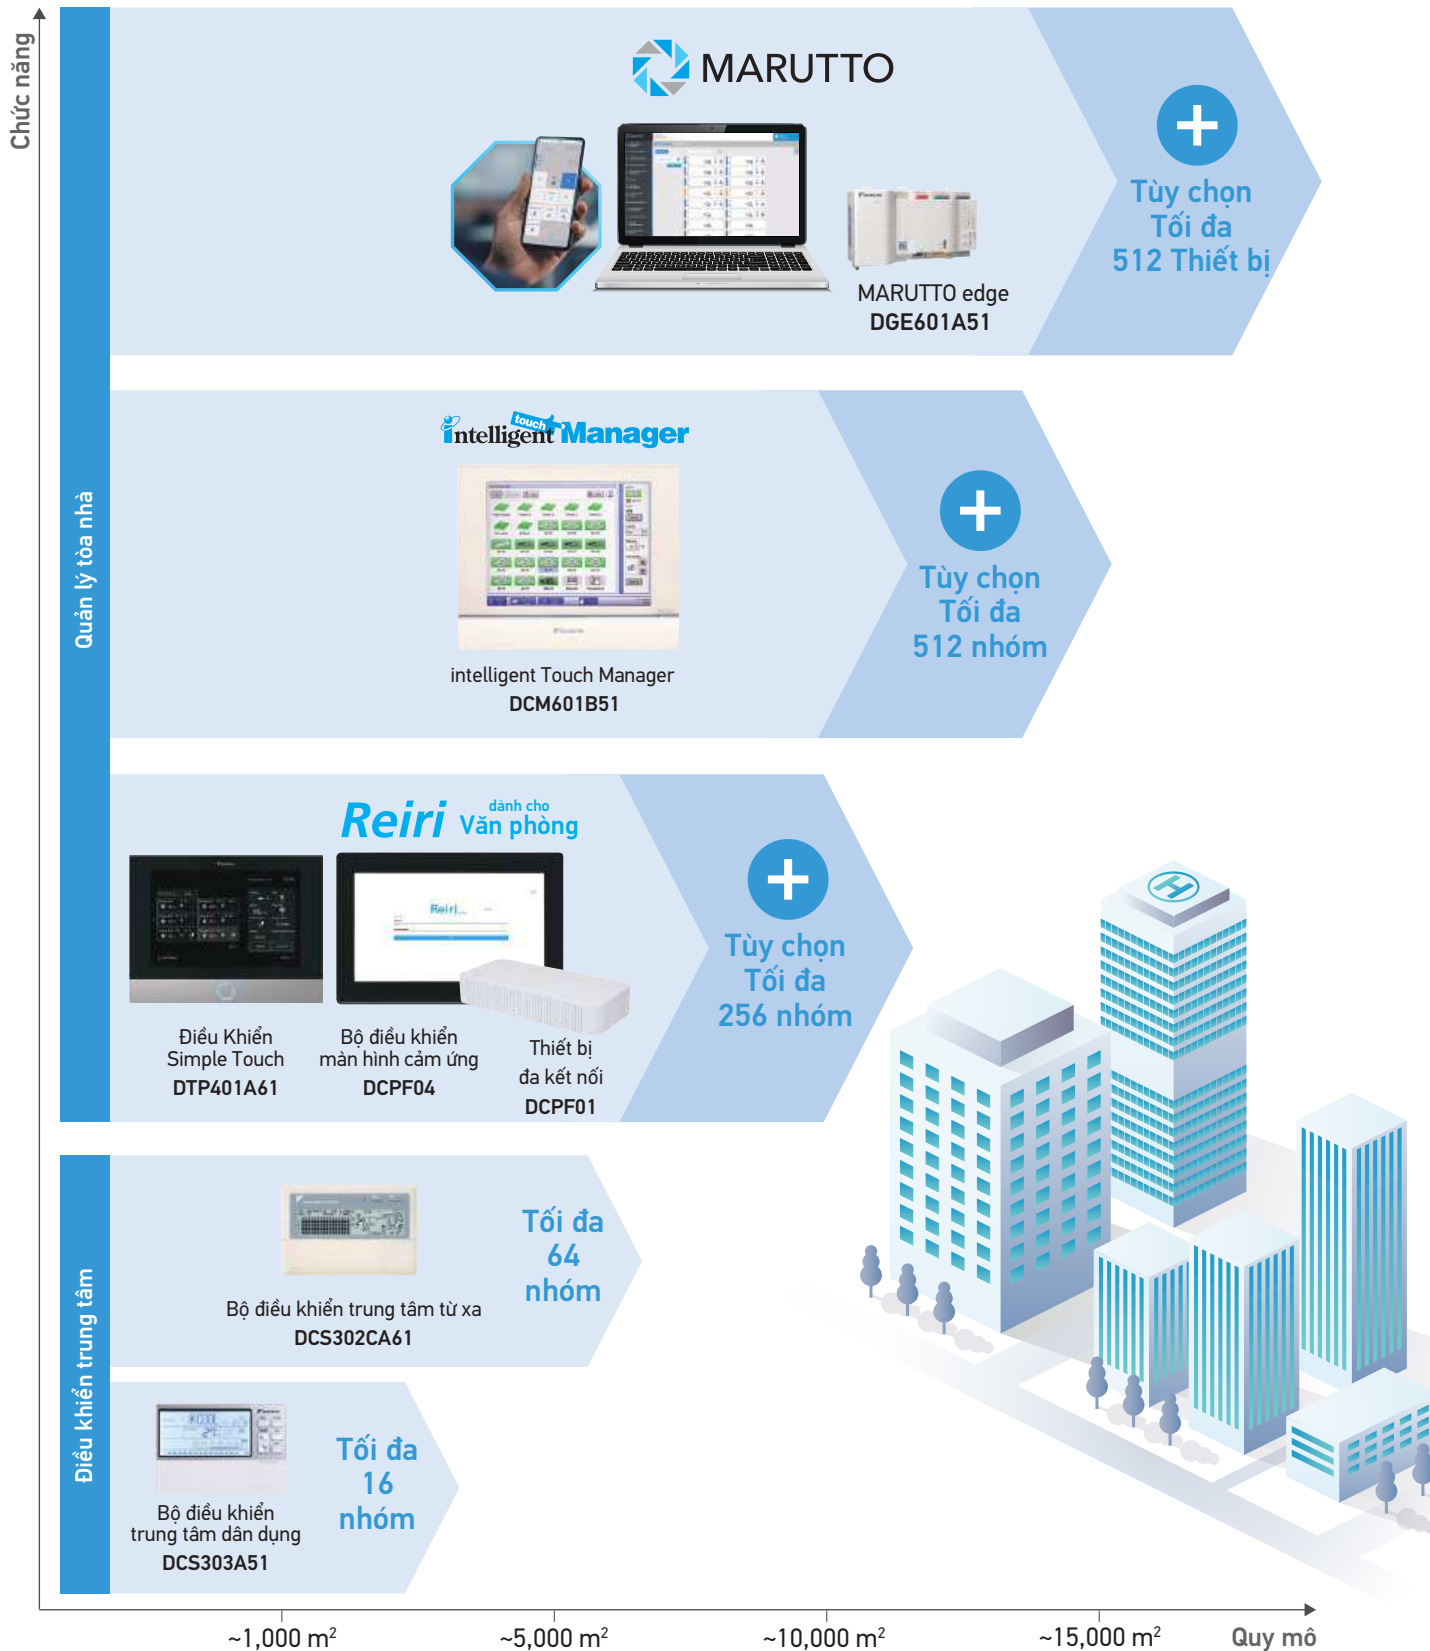 Chức năng
MARUTTO
MARUTTO edge
DGE601A51
Tùy chọn
Tối đa
512 Thiết bị
Quản lý tòa nhà
intelligent touch Manager
intelligent Touch Manager
DCM601B51
Tùy chọn
Tối đa
512 nhóm
Reiri dành cho
Văn phòng
Reiri
Điều Khiển
Simple Touch
DTP401A61
Bộ điều khiển
màn hình cảm ứng
DCPF04
Thiết bị
đa kết nối
DCPF01
Tùy chọn
Tối đa
256 nhóm
Điều khiển trung tâm
Bộ điều khiển trung tâm từ xa
DCS302CA61
Tối đa
64
nhóm
COOL
Bộ điều khiển
trung tâm dân dụng
DCS303A51
Tối đa
16
nhóm
H
~1,000 m²
~5,000 m²
~10,000 m²
~15,000 m²
Quy mô